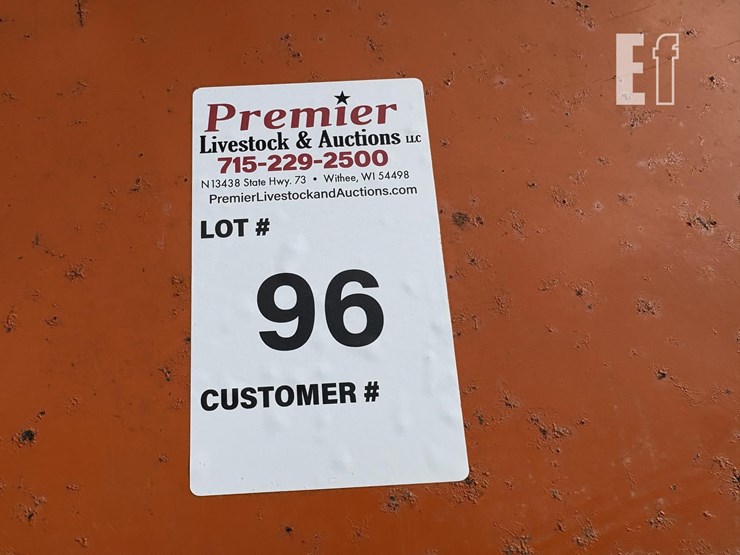 Ef
Premier
Livestock & Auctions LLC
715-229-2500
N13438 State Hwy. 73 • Withee, WI 54498
PremierLivestockandAuctions.com
LOT #
96
CUSTOMER #